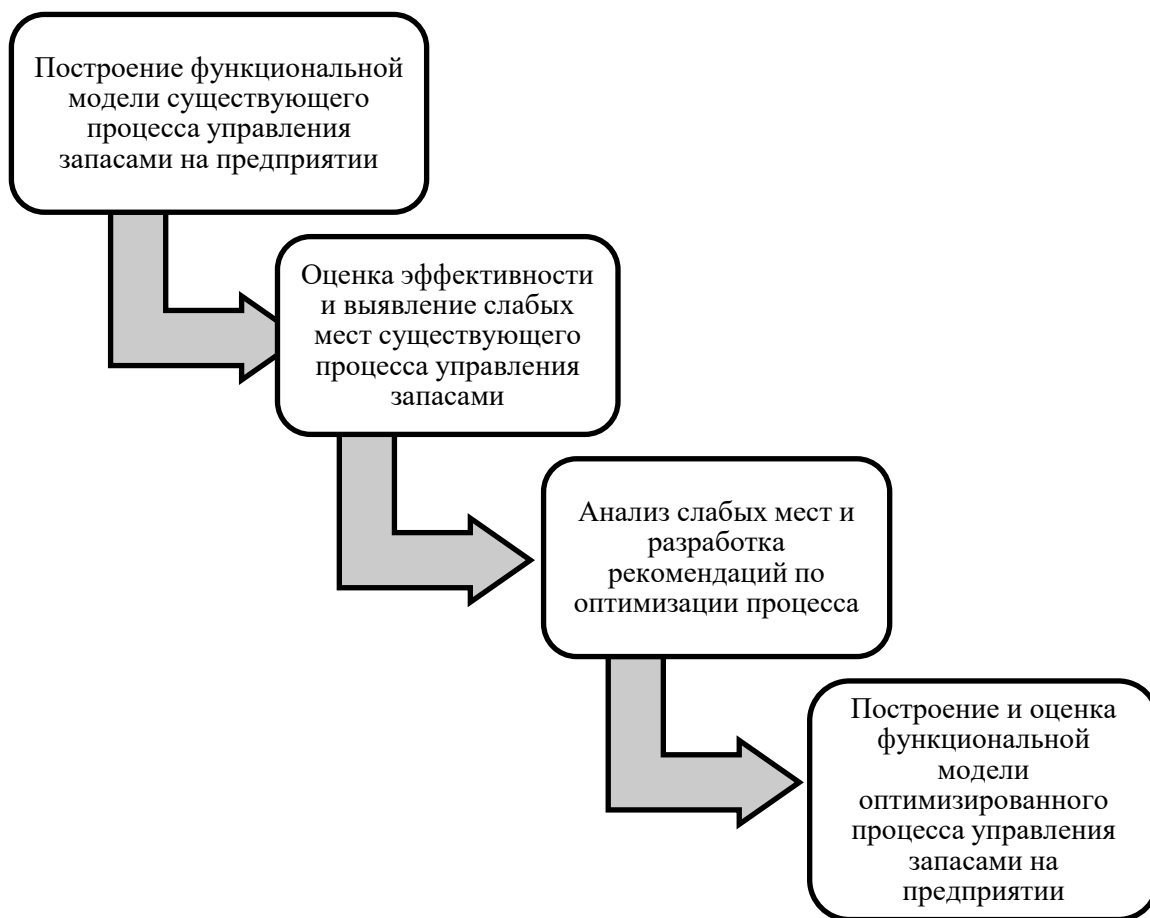 Построение функциональной
модели существующего
процесса управления
запасами на предприятии
Оценка эффективности
и выявление слабых
мест существующего
процесса управления
запасами
Анализ слабых мест и
разработка
рекомендаций по
оптимизации процесса
Построение и оценка
функциональной
модели
оптимизированного
процесса управления
запасами на
предприятии